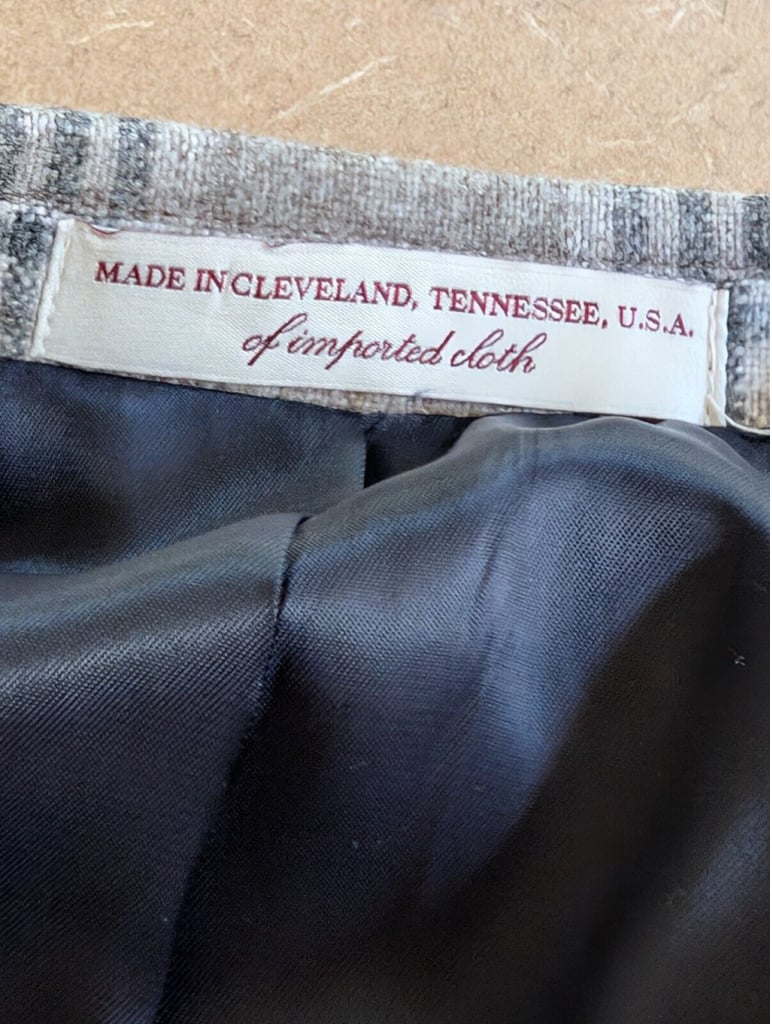 MADE IN CLEVELAND, TENNESSEE, U.S.A.
of imported cloth